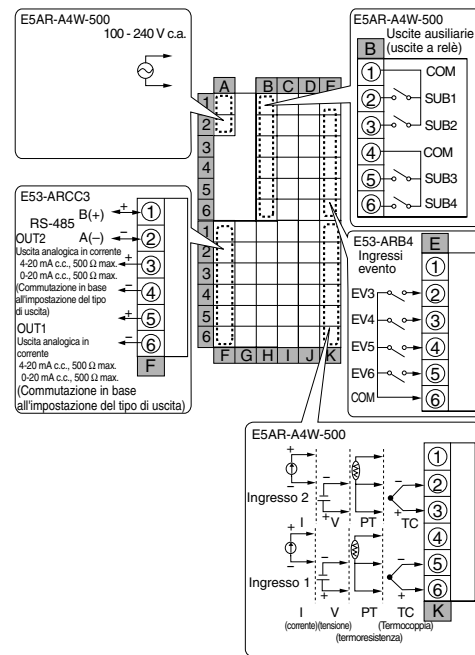 E5AR-A4W-500
100 - 240 V c.a.
E5AR-A4W-500
Uscite ausiliarie
(uscite a relè)
B
1 COM
2 SUB1
3 SUB2
4 COM
5 SUB3
6 SUB4
A B C D E
1
2
3
4
5
6
1
2
3
4
5
6
F G H I J K
E53-ARCC3
RS-485
B(+) + 1
A(−) − 2
OUT2
Uscita analogica in corrente
4-20 mA c.c., 500 Ω max.
0-20 mA c.c., 500 Ω max.
(Commutazione in base
all'impostazione del tipo
di uscita)
+ 3
− 4
OUT1
Uscita analogica in
corrente
4-20 mA c.c., 500 Ω max.
0-20 mA c.c., 500 Ω max.
(Commutazione in base
all'impostazione del tipo di uscita)
+ 5
− 6
F
E53-ARB4
Ingressi
evento
E
1
EV3 2
EV4 3
EV5 4
EV6 5
COM 6
E5AR-A4W-500
Ingresso 2
+ − − +
− +
I V PT TC
1
2
3
Ingresso 1
+ − − +
− +
I V PT TC
(corrente) (tensione) (Termocoppia)
(termoresistenza)
4
5
6
K